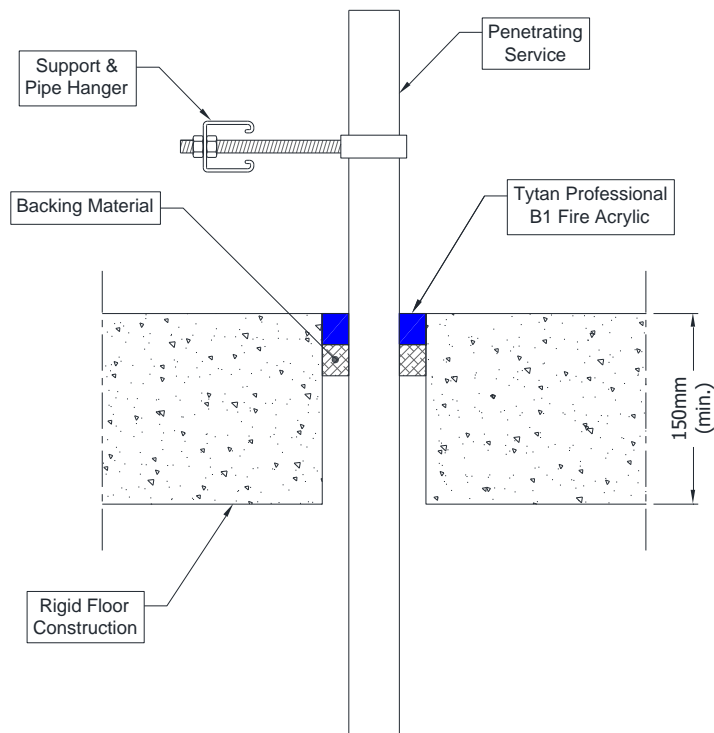 Penetrating
Service
Support &
Pipe Hanger
Tytan Professional
B1 Fire Acrylic
Backing Material
150mm
(min.)
Rigid Floor
Construction